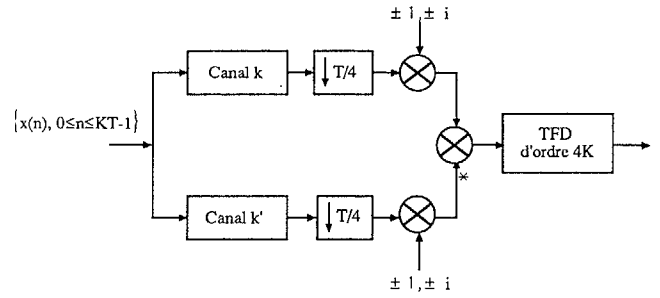 ± 1, ± i
Canal k
↓ T/4
{x(n), 0≤n≤KT-1}
TFD
d'ordre 4K
*
Canal k'
↓ T/4
± 1, ± i